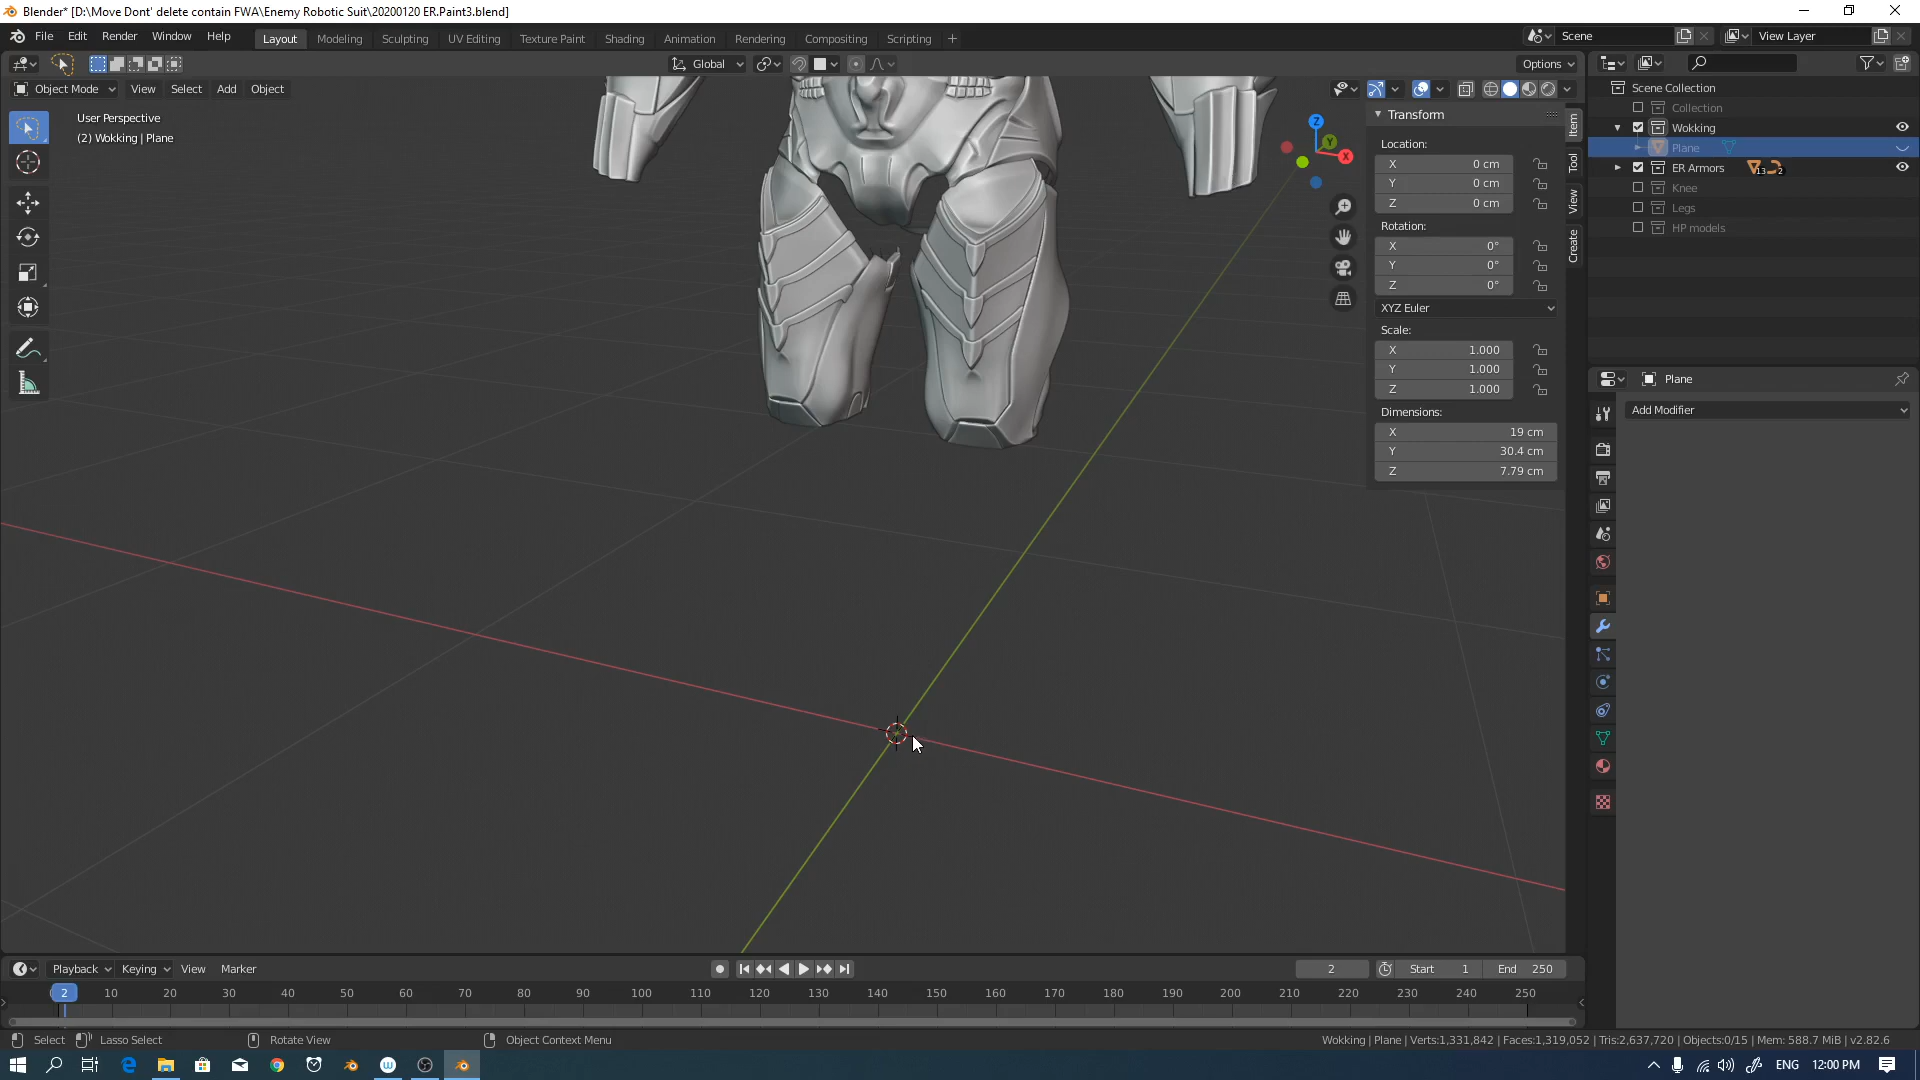 Blender* [D:\Move Dont' delete contain FWA\Enemy Robotic Suit\20200120 ER.Paint3.blend]
File Edit Render Window Help Layout Modeling Sculpting UV Editing Texture Paint Shading Animation Rendering Compositing Scripting + Scene View Layer
Global Options
Object Mode View Select Add Object
User Perspective
(2) Wokking | Plane
Z
Y
X
Transform
Location:
X 0 cm
Y 0 cm
Z 0 cm
Rotation:
X 0°
Y 0°
Z 0°
XYZ Euler
Scale:
X 1.000
Y 1.000
Z 1.000
Dimensions:
X 19 cm
Y 30.4 cm
Z 7.79 cm
Item
Tool
View
Create
Scene Collection
Collection
Wokking
Plane
ER Armors 13 2
Knee
Legs
HP models
Plane
Add Modifier
Playback Keying View Marker 2 Start 1 End 250
2 10 20 30 40 50 60 70 80 90 100 110 120 130 140 150 160 170 180 190 200 210 220 230 240 250
Select Lasso Select Rotate View Object Context Menu Wokking | Plane | Verts:1,331,842 | Faces:1,319,052 | Tris:2,637,720 | Objects:0/15 | Mem: 588.7 MiB | v2.82.6
ENG 12:00 PM